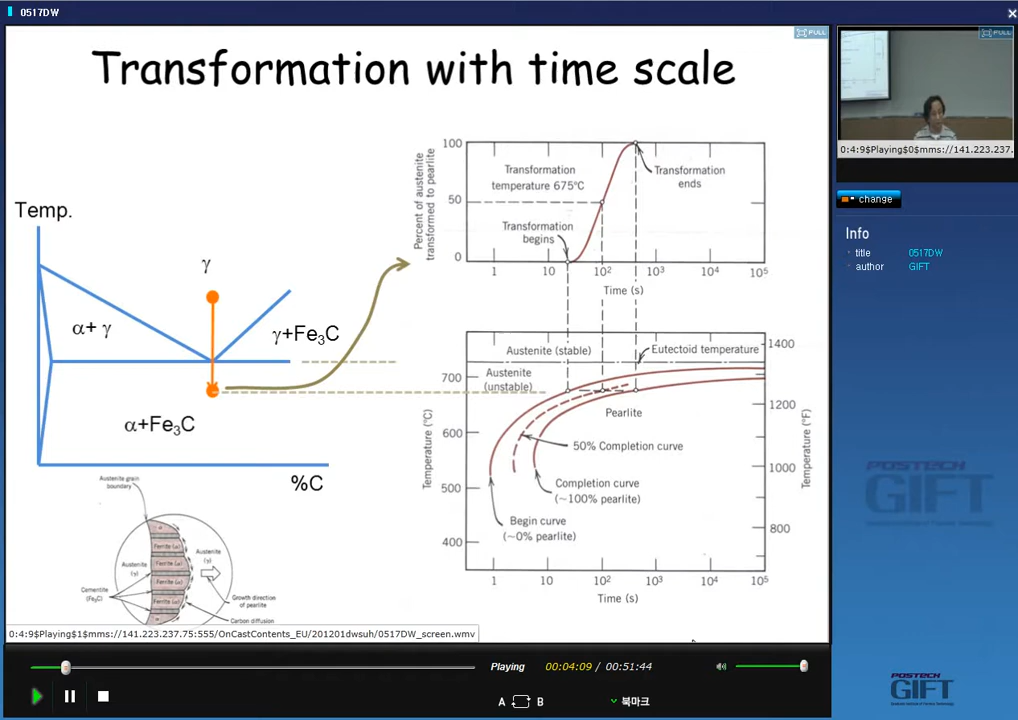 0517DW
FULL
Transformation with time scale
Temp.
γ
α+ γ
γ+Fe3C
α+Fe3C
%C
Percent of austenite
transformed to pearlite
100
50
0
Transformation
temperature 675°C
Transformation
begins
Transformation
ends
1
10
10²
10³
10⁴
10⁵
Time (s)
Austenite (stable)
Eutectoid temperature
Austenite
(unstable)
Pearlite
50% Completion curve
Completion curve
(~100% pearlite)
Begin curve
(~0% pearlite)
Temperature (°C)
700
600
500
400
1400
1200
1000
800
Temperature (°F)
1
10
10²
10³
10⁴
10⁵
Time (s)
Austenite grain
boundary
Austenite
(γ)
Cementite
(Fe3C)
α
Ferrite (α)
Ferrite (α)
Ferrite (α)
Ferrite (α)
α
Austenite
(γ)
Growth direction
of pearlite
Carbon diffusion
0:4:9$Playing$1$mms://141.223.237.75:555/OnCastContents_EU/201201dwsuh/0517DW_screen.wmv
FULL
0:4:9$Playing$0$mms://141.223.237.
change
Info
title 0517DW
author GIFT
POSTECH
GIFT
Playing 00:04:09 / 00:51:44
A B 북마크
POSTECH
GIFT